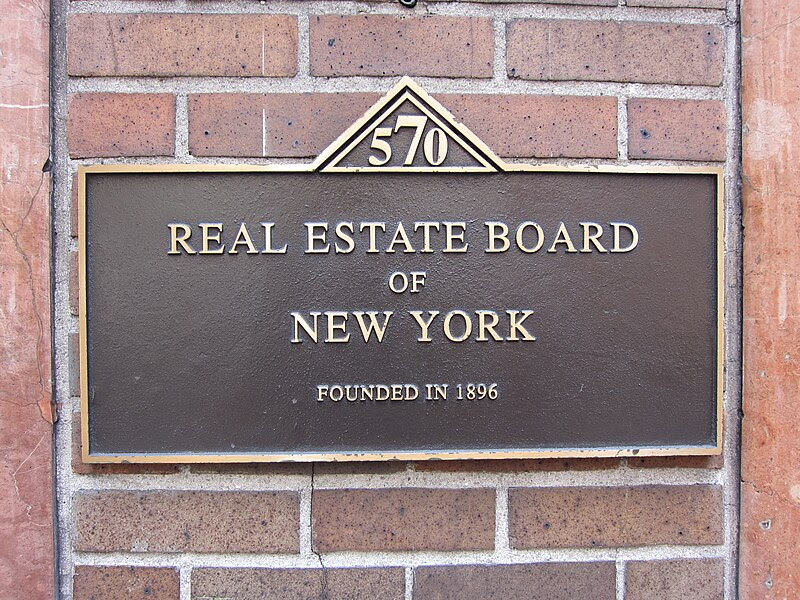 570
REAL ESTATE BOARD
OF
NEW YORK
FOUNDED IN 1896